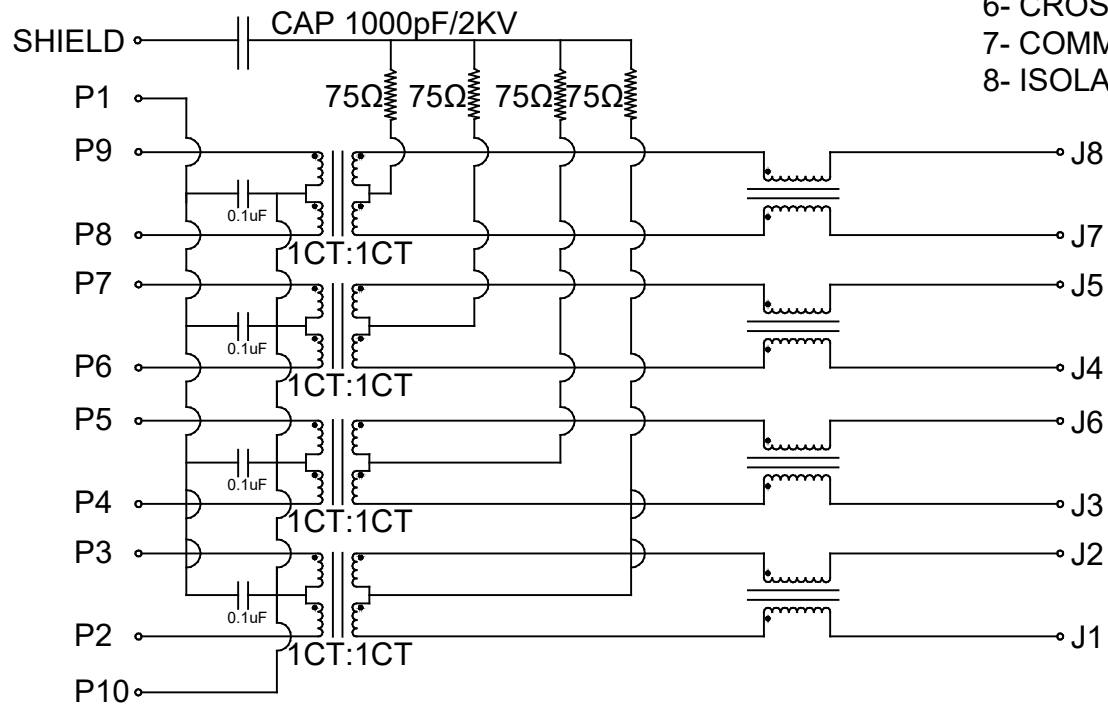 CAP 1000pF/2KV
SHIELD
6- CROS
7- COMM
8- ISOLA
P1
75Ω 75Ω 75Ω 75Ω
P9
J8
0.1uF
P8
J7
1CT:1CT
P7
J5
0.1uF
P6
J4
1CT:1CT
P5
J6
0.1uF
P4
J3
1CT:1CT
P3
J2
0.1uF
P2
J1
1CT:1CT
P10